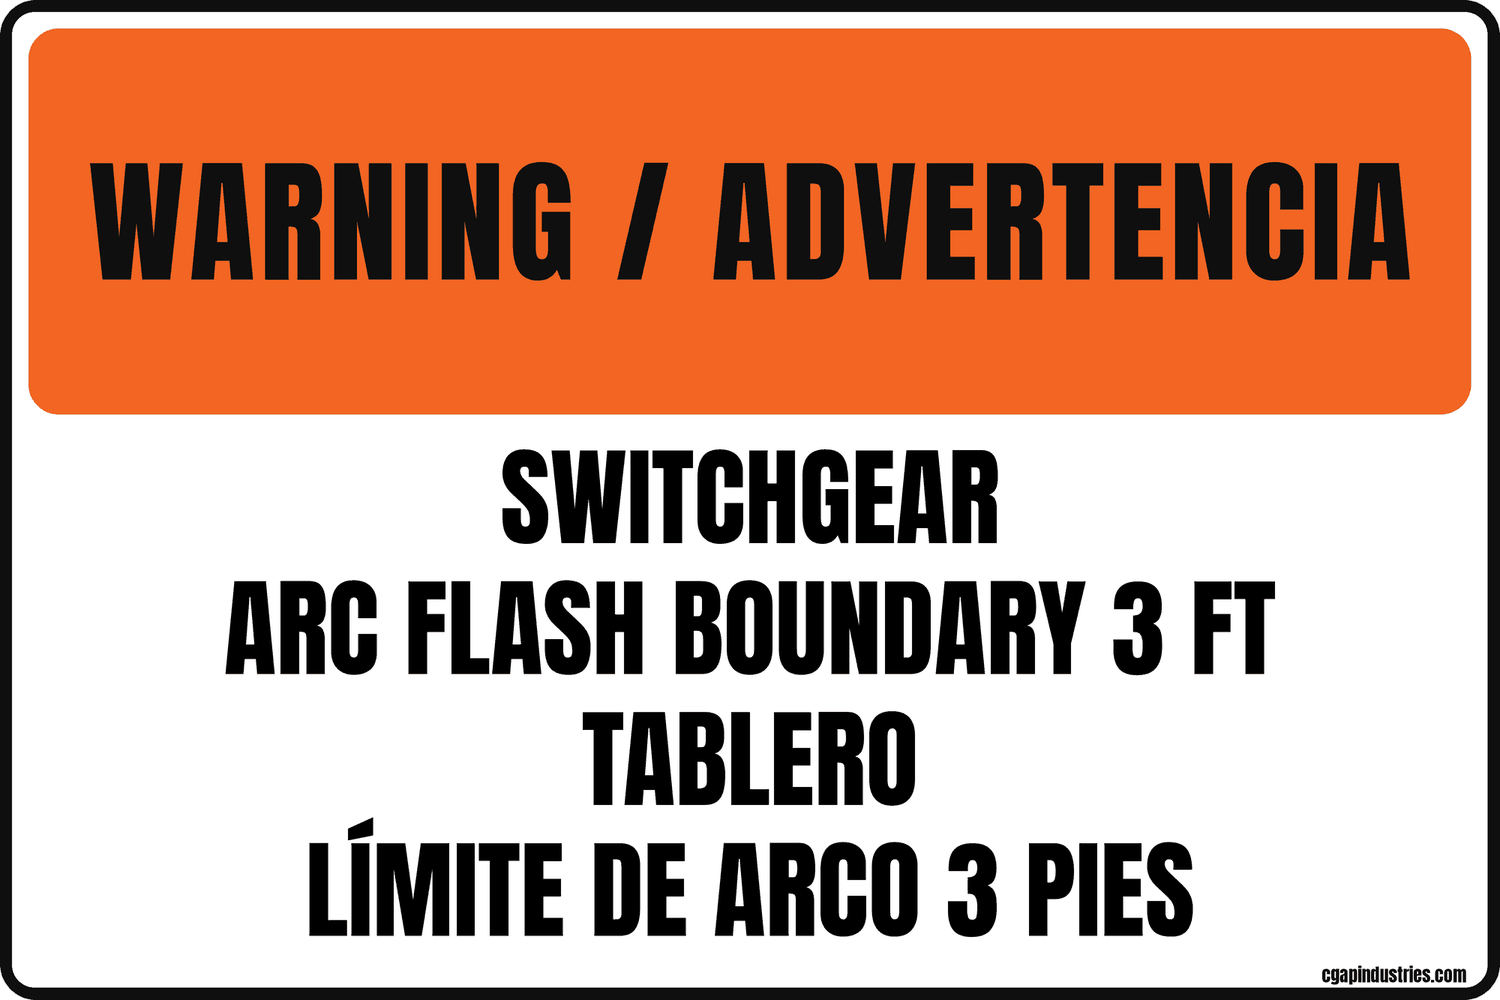 WARNING / ADVERTENCIA
SWITCHGEAR
ARC FLASH BOUNDARY 3 FT
TABLERO
LÍMITE DE ARCO 3 PIES
cgapindustries.com